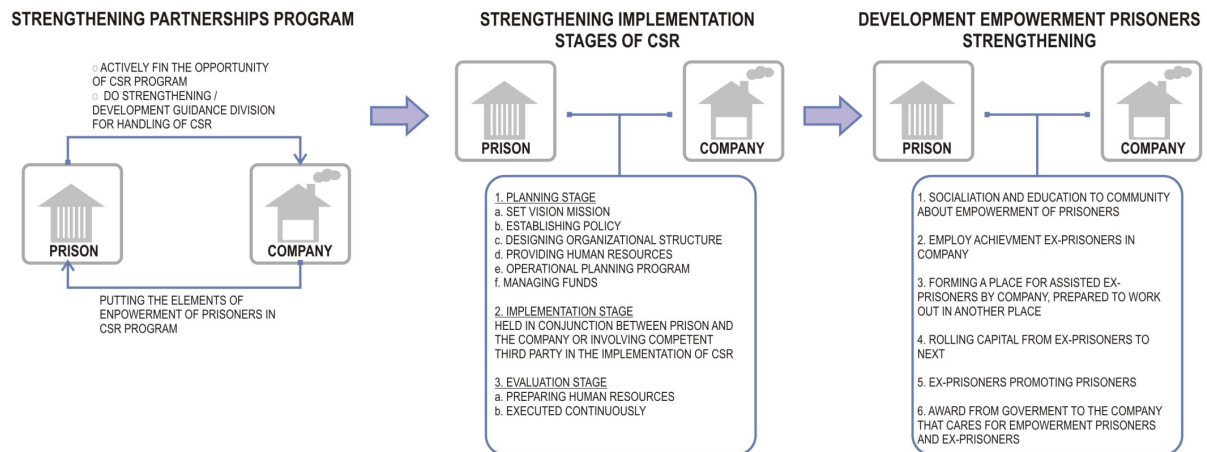 STRENGTHENING PARTNERSHIPS PROGRAM
○ ACTIVELY FIN THE OPPORTUNITY
OF CSR PROGRAM
○ DO STRENGTHENING /
DEVELOPMENT GUIDANCE DIVISION
FOR HANDLING OF CSR
PRISON
COMPANY
PUTTING THE ELEMENTS OF
ENPOWERMENT OF PRISONERS IN
CSR PROGRAM
STRENGTHENING IMPLEMENTATION
STAGES OF CSR
PRISON
COMPANY
1. PLANNING STAGE
a. SET VISION MISSION
b. ESTABLISHING POLICY
c. DESIGNING ORGANIZATIONAL STRUCTURE
d. PROVIDING HUMAN RESOURCES
e. OPERATIONAL PLANNING PROGRAM
f. MANAGING FUNDS
2. IMPLEMENTATION STAGE
HELD IN CONJUNCTION BETWEEN PRISON AND
THE COMPANY OR INVOLVING COMPETENT
THIRD PARTY IN THE IMPLEMENTATION OF CSR
3. EVALUATION STAGE
a. PREPARING HUMAN RESOURCES
b. EXECUTED CONTINUOUSLY
DEVELOPMENT EMPOWERMENT PRISONERS
STRENGTHENING
PRISON
COMPANY
1. SOCIALIATION AND EDUCATION TO COMMUNITY
ABOUT EMPOWERMENT OF PRISONERS
2. EMPLOY ACHIEVMENT EX-PRISONERS IN
COMPANY
3. FORMING A PLACE FOR ASSISTED EX-
PRISONERS BY COMPANY, PREPARED TO WORK
OUT IN ANOTHER PLACE
4. ROLLING CAPITAL FROM EX-PRISONERS TO
NEXT
5. EX-PRISONERS PROMOTING PRISONERS
6. AWARD FROM GOVERMENT TO THE COMPANY
THAT CARES FOR EMPOWERMENT PRISONERS
AND EX-PRISONERS